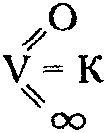 O
V = K
∞